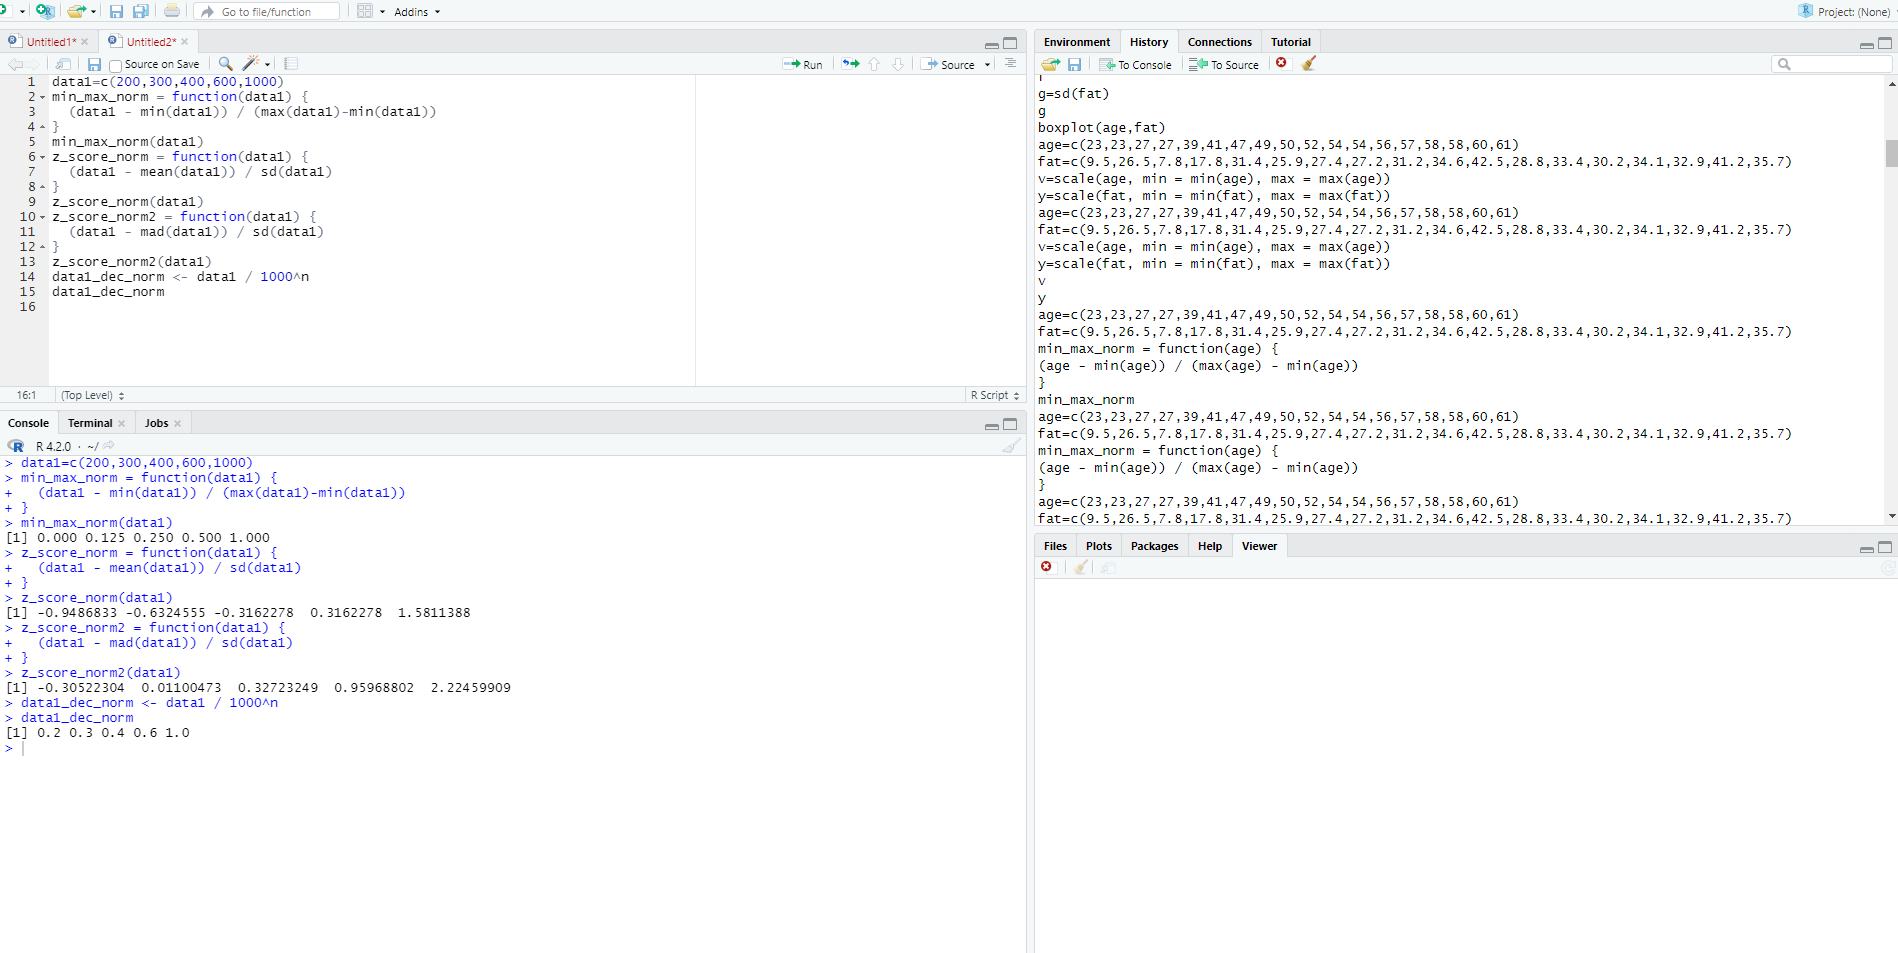 Go to file/function
Addins
Project: (None)
Untitled1*
Untitled2*
Source on Save
Run
Source
1 data1=c(200,300,400,600,1000)
2 min_max_norm = function(data1) {
3 (data1 - min(data1)) / (max(data1)-min(data1))
4 }
5 min_max_norm(data1)
6 z_score_norm = function(data1) {
7 (data1 - mean(data1)) / sd(data1)
8 }
9 z_score_norm(data1)
10 z_score_norm2 = function(data1) {
11 (data1 - mad(data1)) / sd(data1)
12 }
13 z_score_norm2(data1)
14 data1_dec_norm <- data1 / 1000^n
15 data1_dec_norm
16
16:1 (Top Level) R Script
Console Terminal Jobs
R 4.2.0 · ~/
> data1=c(200,300,400,600,1000)
> min_max_norm = function(data1) {
+ (data1 - min(data1)) / (max(data1)-min(data1))
+ }
> min_max_norm(data1)
[1] 0.000 0.125 0.250 0.500 1.000
> z_score_norm = function(data1) {
+ (data1 - mean(data1)) / sd(data1)
+ }
> z_score_norm(data1)
[1] -0.9486833 -0.6324555 -0.3162278 0.3162278 1.5811388
> z_score_norm2 = function(data1) {
+ (data1 - mad(data1)) / sd(data1)
+ }
> z_score_norm2(data1)
[1] -0.30522304 0.01100473 0.32723249 0.95968802 2.22459909
> data1_dec_norm <- data1 / 1000^n
> data1_dec_norm
[1] 0.2 0.3 0.4 0.6 1.0
>
Environment History Connections Tutorial
To Console To Source
g=sd(fat)
g
boxplot(age,fat)
age=c(23,23,27,27,39,41,47,49,50,52,54,54,56,57,58,58,60,61)
fat=c(9.5,26.5,7.8,17.8,31.4,25.9,27.4,27.2,31.2,34.6,42.5,28.8,33.4,30.2,34.1,32.9,41.2,35.7)
v=scale(age, min = min(age), max = max(age))
y=scale(fat, min = min(fat), max = max(fat))
age=c(23,23,27,27,39,41,47,49,50,52,54,54,56,57,58,58,60,61)
fat=c(9.5,26.5,7.8,17.8,31.4,25.9,27.4,27.2,31.2,34.6,42.5,28.8,33.4,30.2,34.1,32.9,41.2,35.7)
v=scale(age, min = min(age), max = max(age))
y=scale(fat, min = min(fat), max = max(fat))
v
y
age=c(23,23,27,27,39,41,47,49,50,52,54,54,56,57,58,58,60,61)
fat=c(9.5,26.5,7.8,17.8,31.4,25.9,27.4,27.2,31.2,34.6,42.5,28.8,33.4,30.2,34.1,32.9,41.2,35.7)
min_max_norm = function(age) {
(age - min(age)) / (max(age) - min(age))
}
min_max_norm
age=c(23,23,27,27,39,41,47,49,50,52,54,54,56,57,58,58,60,61)
fat=c(9.5,26.5,7.8,17.8,31.4,25.9,27.4,27.2,31.2,34.6,42.5,28.8,33.4,30.2,34.1,32.9,41.2,35.7)
min_max_norm = function(age) {
(age - min(age)) / (max(age) - min(age))
}
age=c(23,23,27,27,39,41,47,49,50,52,54,54,56,57,58,58,60,61)
fat=c(9.5,26.5,7.8,17.8,31.4,25.9,27.4,27.2,31.2,34.6,42.5,28.8,33.4,30.2,34.1,32.9,41.2,35.7)
Files Plots Packages Help Viewer